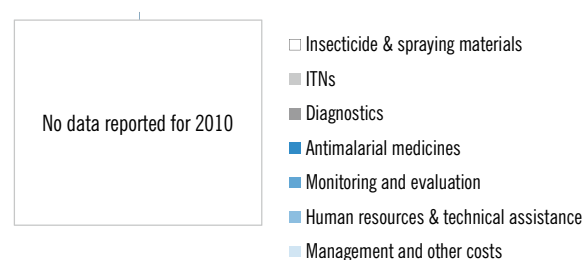 No data reported for 2010
Insecticide & spraying materials
ITNs
Diagnostics
Antimalarial medicines
Monitoring and evaluation
Human resources & technical assistance
Management and other costs